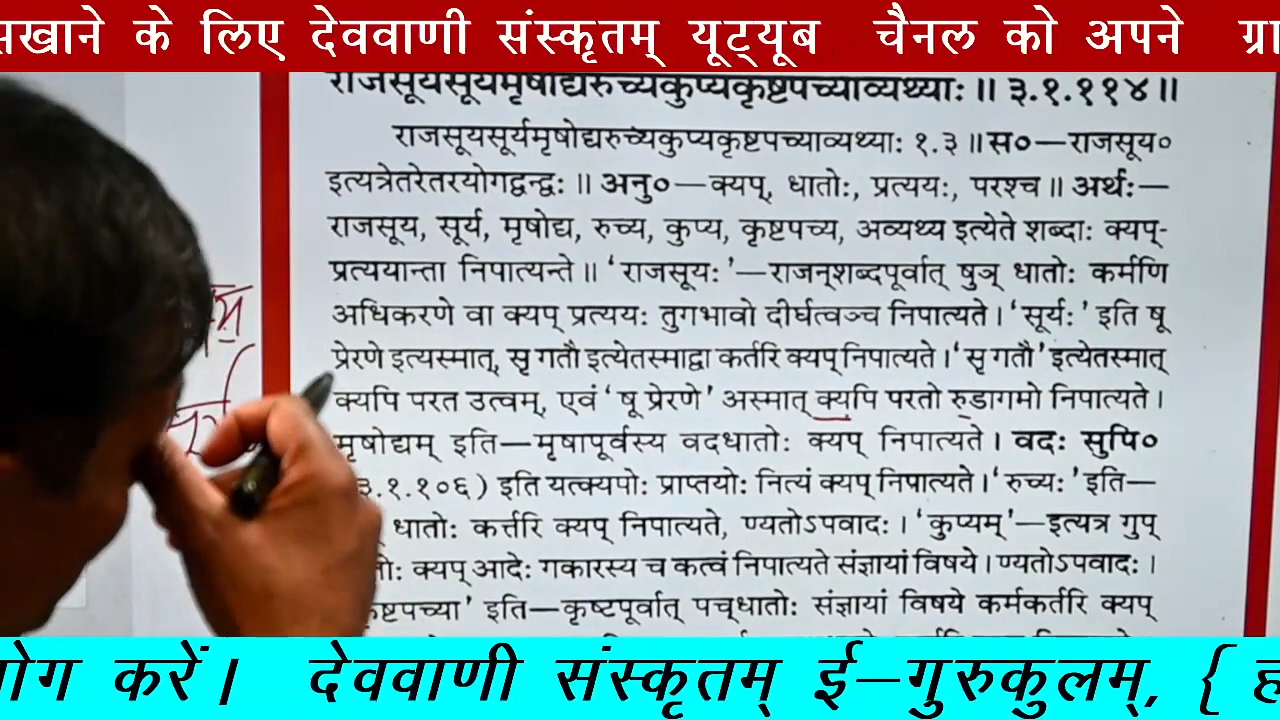 के लिए देववाणी संस्कृतम् यूट्यूब चैनल को अपने
राजसूयसूर्यमृषोद्यरुच्यकुप्यकृष्टपच्याव्यथ्याः ॥ ३.१.११४ ॥
राजसूयसूर्यमृषोद्यरुच्यकुप्यकृष्टपच्याव्यथ्याः १.३ ॥ स०—राजसूय०
इत्यत्रेतरेतरयोगद्वन्द्वः ॥ अनु०—क्यप्, धातोः, प्रत्ययः, परश्च ॥ अर्थः—
राजसूय, सूर्य, मृषोद्य, रुच्य, कुप्य, कृष्टपच्य, अव्यथ्य इत्येते शब्दाः क्यप्-
प्रत्ययान्ता निपात्यन्ते ॥ ‘राजसूयः’—राजन्‌शब्दपूर्वात् षुञ् धातोः कर्मणि
अधिकरणे वा क्यप् प्रत्ययः तुगभावो दीर्घत्वञ्च निपात्यते। ‘सूर्यः’ इति षू
प्रेरणे इत्यस्मात्, सृ गतौ इत्येतस्माद्वा कर्तरि क्यप् निपात्यते। ‘सृ गतौ’ इत्येतस्मात्
क्यपि परत उत्वम्, एवं ‘षू प्रेरणे’ अस्मात् क्यपि परतो रुडागमो निपात्यते।
मृषोद्यम् इति—मृषापूर्वस्य वदधातोः क्यप् निपात्यते। वदः सुपि०
३.१.१०६) इति यत्क्यपोः प्राप्तयोः नित्यं क्यप् निपात्यते। ‘रुच्यः’ इति—
धातोः कर्त्तरि क्यप् निपात्यते, ण्यतोऽपवादः। ‘कुप्यम्’—इत्यत्र गुप्
क्यप् आदेः गकारस्य च कत्वं निपात्यते संज्ञायां विषये। ण्यतोऽपवादः।
कृष्टपच्या’ इति—कृष्टपूर्वात् पच्‌धातोः संज्ञायां विषये कर्मकर्तरि क्यप्
करें। देववाणी संस्कृतम् ई–गुरुकुलम्, {